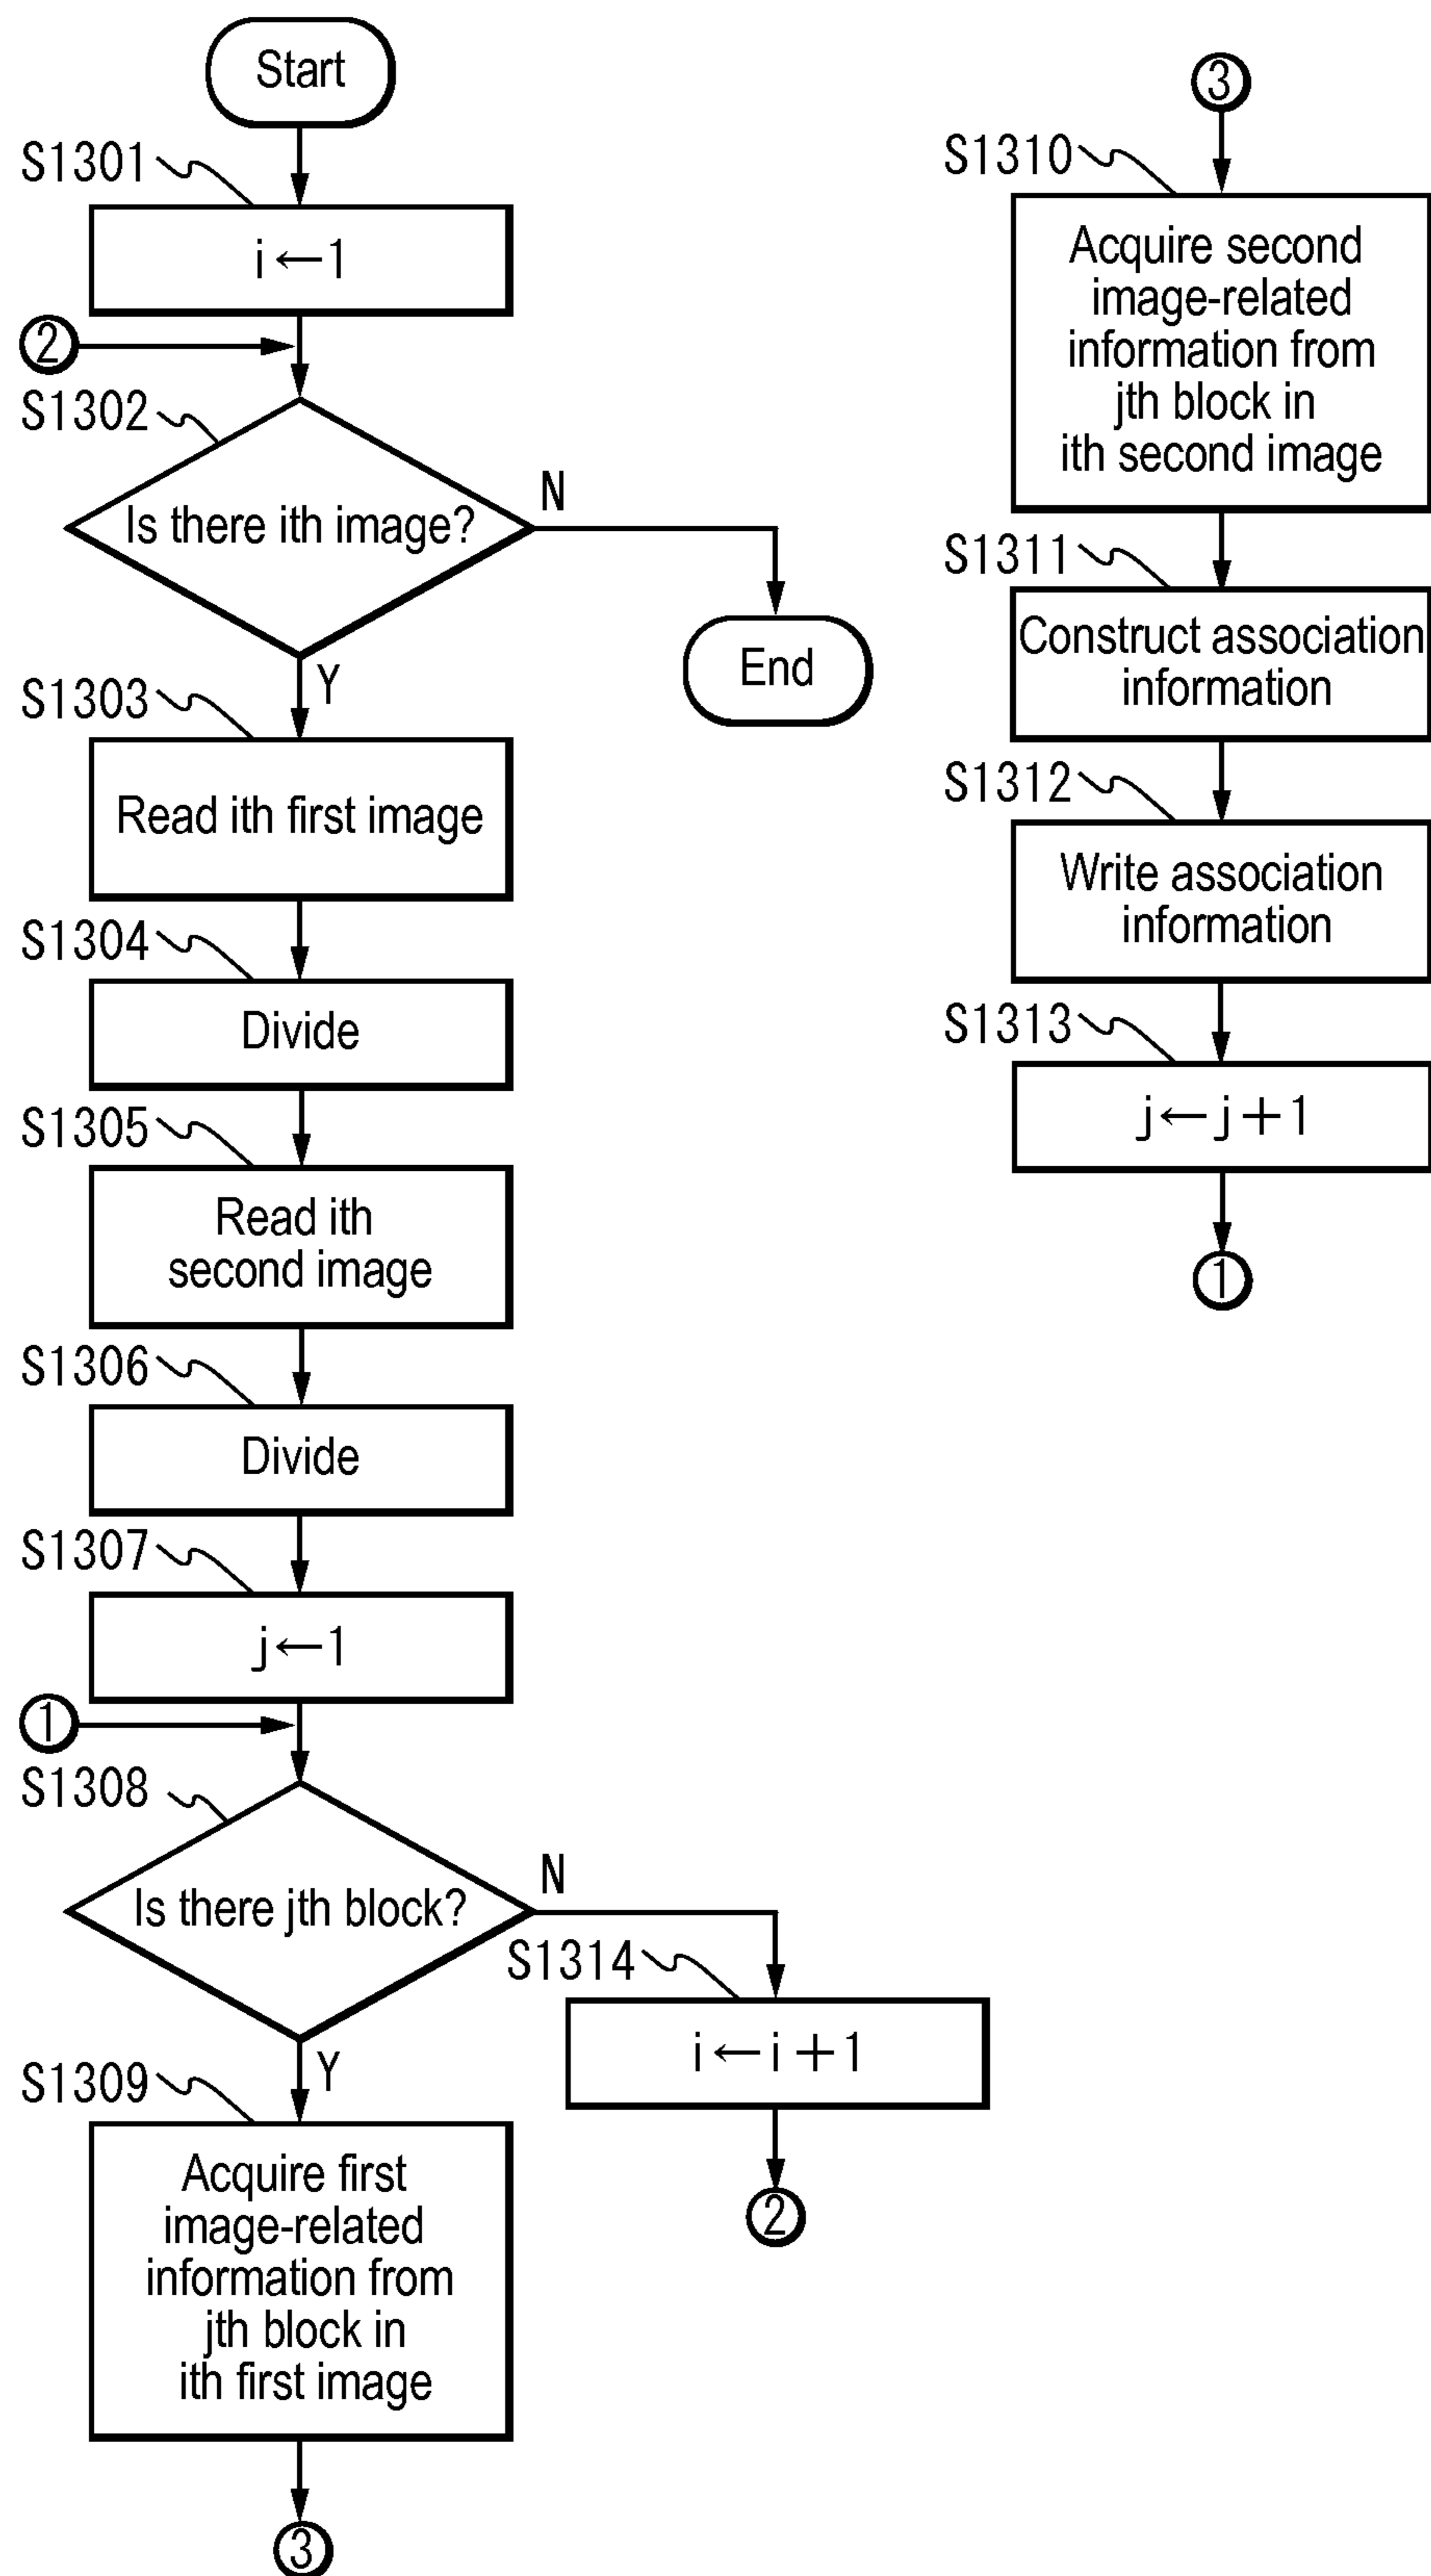 Start
S1301
i←1
②
S1302
Is there ith image?
N
End
Y
S1303
Read ith first image
S1304
Divide
S1305
Read ith
second image
S1306
Divide
S1307
j←1
①
S1308
Is there jth block?
N
S1314
i←i+1
②
Y
S1309
Acquire first
image-related
information from
jth block in
ith first image
③
③
S1310
Acquire second
image-related
information from
jth block in
ith second image
S1311
Construct association
information
S1312
Write association
information
S1313
j←j+1
①